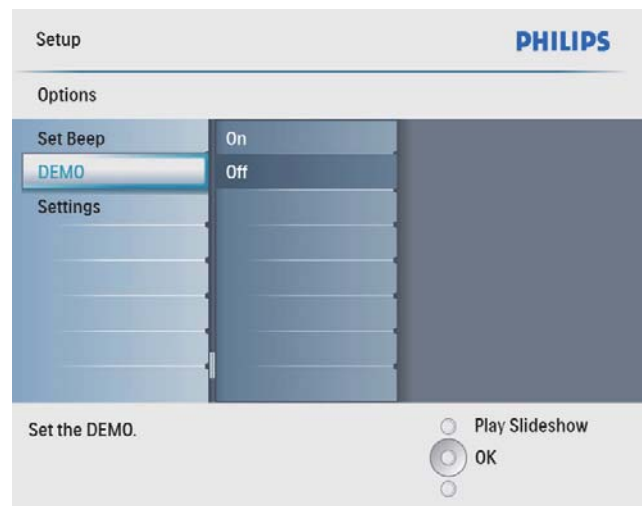 Setup
PHILIPS
Options
Set Beep
On
DEMO
Off
Settings
Set the DEMO.
Play Slideshow
OK